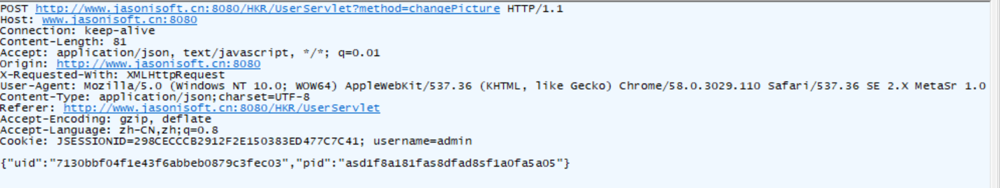 POST http://www.jasonisoft.cn:8080/HKR/UserServlet?method=changePicture HTTP/1.1
Host: www.jasonisoft.cn:8080
Connection: keep-alive
Content-Length: 81
Accept: application/json, text/javascript, */*; q=0.01
Origin: http://www.jasonisoft.cn:8080
X-Requested-With: XMLHttpRequest
User-Agent: Mozilla/5.0 (Windows NT 10.0; WOW64) AppleWebKit/537.36 (KHTML, like Gecko) Chrome/58.0.3029.110 Safari/537.36 SE 2.X MetaSr 1.0
Content-Type: application/json;charset=UTF-8
Referer: http://www.jasonisoft.cn:8080/HKR/UserServlet
Accept-Encoding: gzip, deflate
Accept-Language: zh-CN,zh;q=0.8
Cookie: JSESSIONID=298CECCCB2912F2E150383ED477C7C41; username=admin
{"uid":"7130bbf04f1e43f6abbeb0879c3fec03","pid":"asd1f8a181fas8dfad8sf1a0fa5a05"}